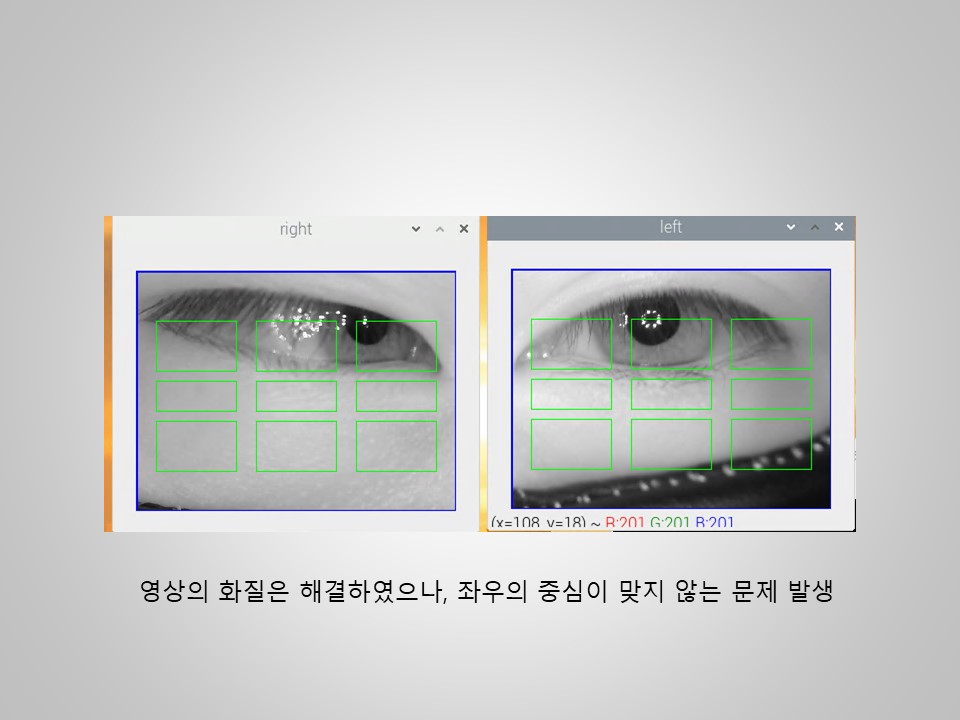 right
left
(x=108, y=18) ~ R:201 G:201 B:201
영상의 화질은 해결하였으나, 좌우의 중심이 맞지 않는 문제 발생